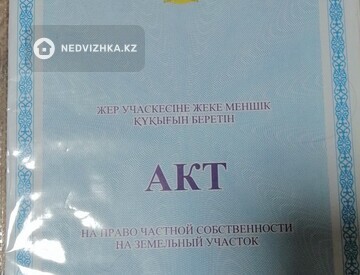 NEDVIZHKA.KZ
ЖЕР УЧАСКЕСІНЕ ЖЕКЕ МЕНШІК
ҚҰҚЫҒЫН БЕРЕТІН
АКТ
НА ПРАВО ЧАСТНОЙ СОБСТВЕННОСТИ
НА ЗЕМЕЛЬНЫЙ УЧАСТОК